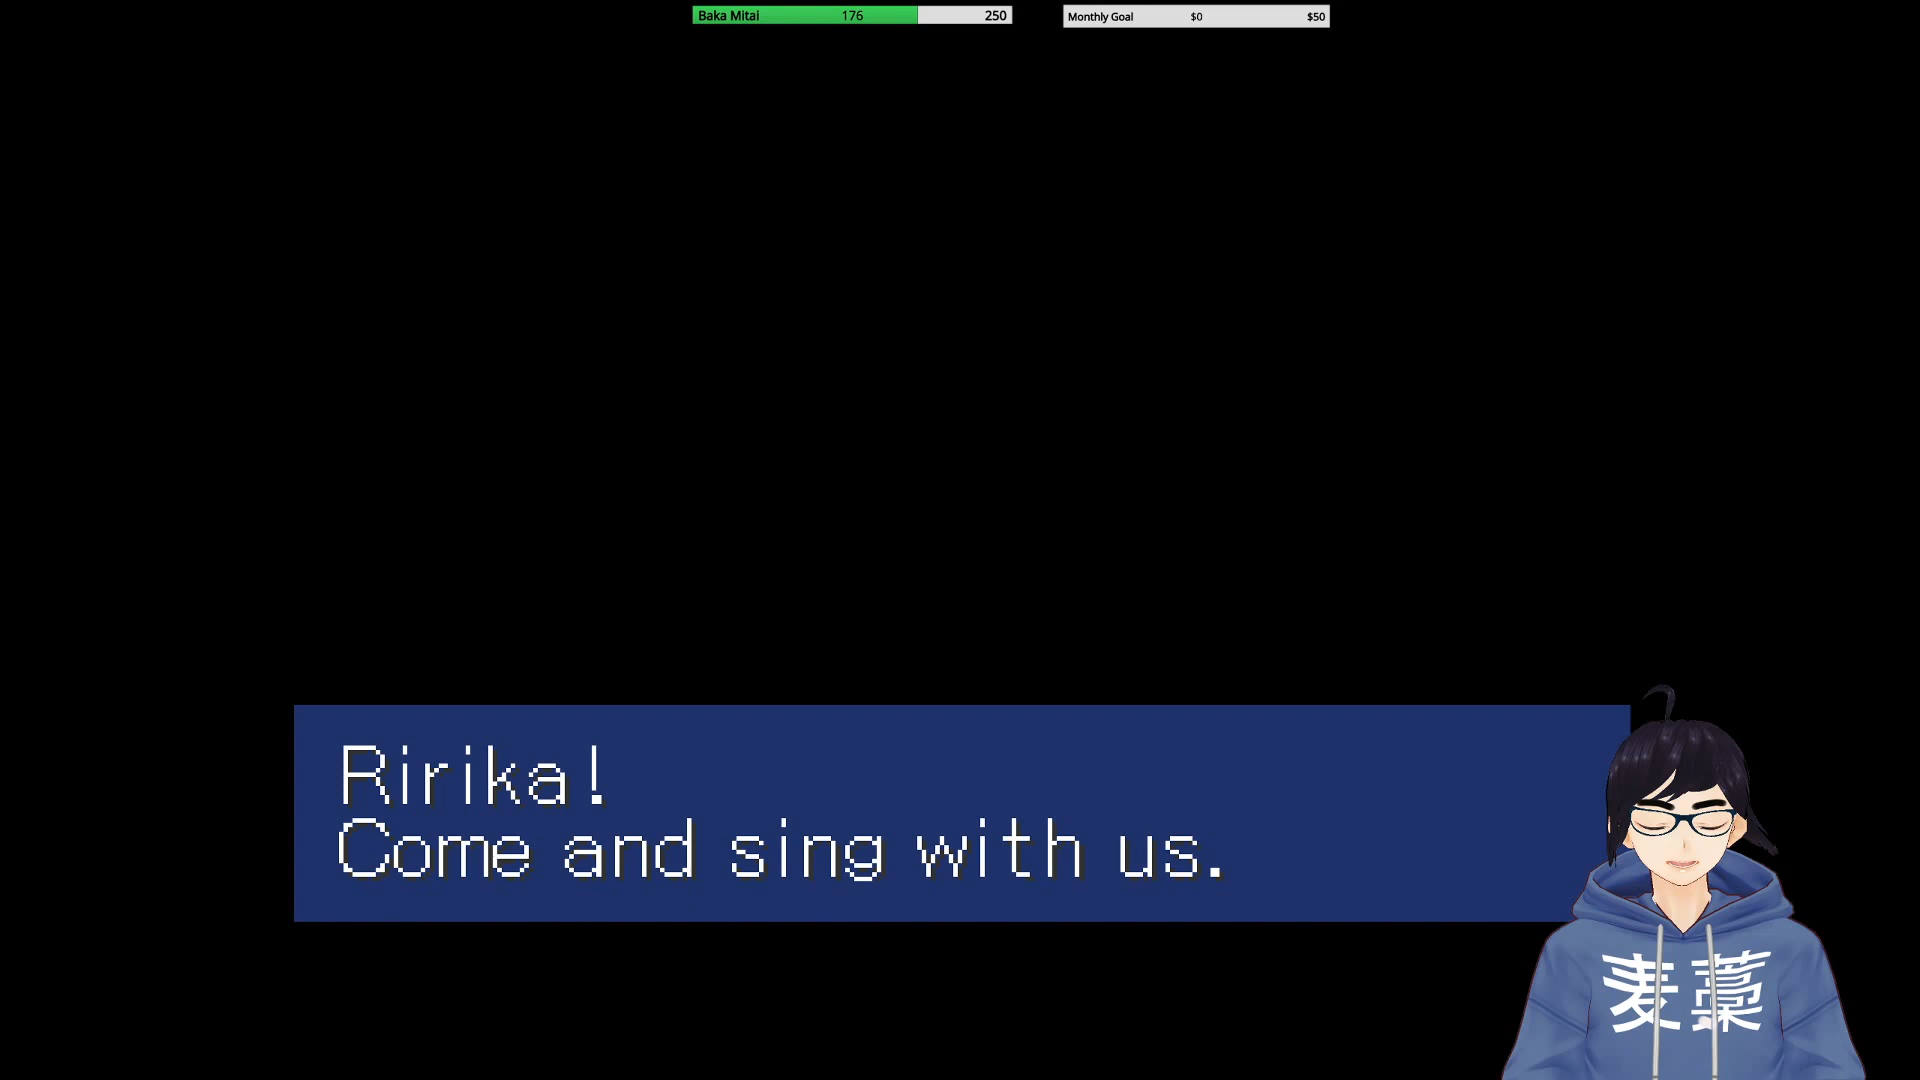 Baka Mitai 176 250
Monthly Goal $0 $50
Ririka!
Come and sing with us.
麦藁